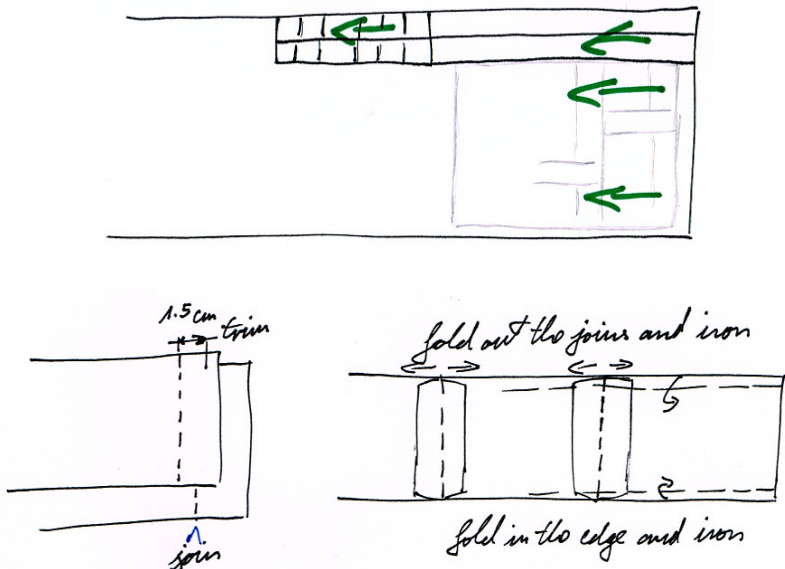 1.5 cm
trim
join
fold out the joins and iron
fold in the edge and iron